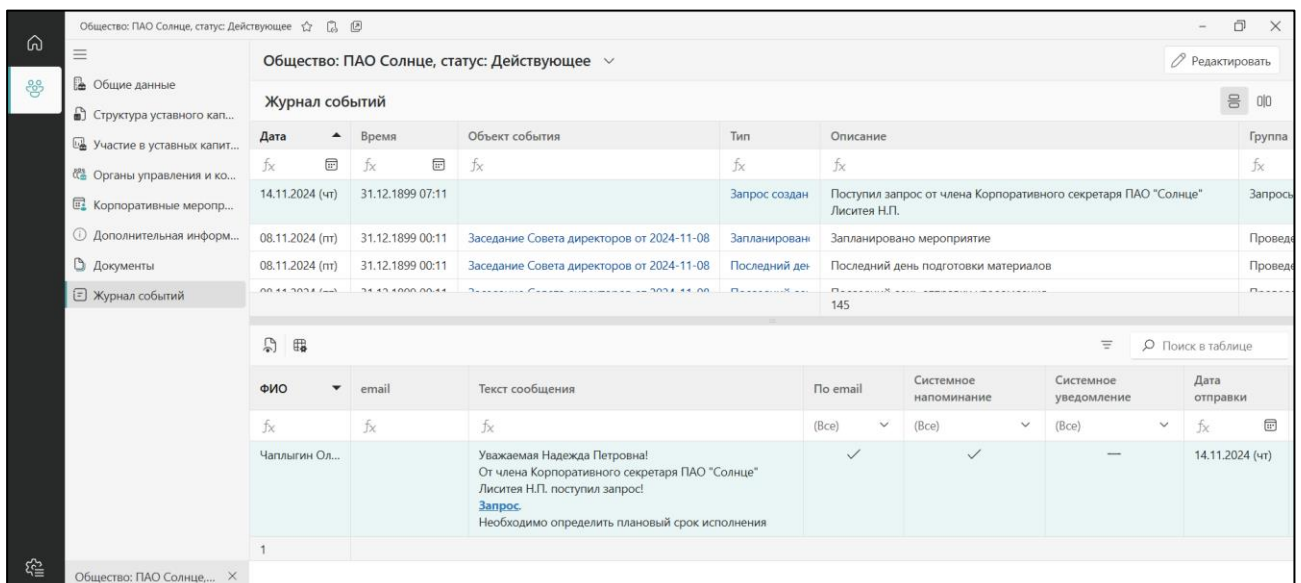 Общество: ПАО Солнце, статус: Действующее
Общие данные
Структура уставного кап...
Участие в уставных капит...
Органы управления и ко...
Корпоративные меропр...
Дополнительная информ...
Документы
Журнал событий
Общество: ПАО Солнце,...
Общество: ПАО Солнце, статус: Действующее
Редактировать
Журнал событий
Дата Время Объект события Тип Описание Группа
14.11.2024 (чт) 31.12.1899 07:11 Запрос создан Поступил запрос от члена Корпоративного секретаря ПАО "Солнце" Запросы
Лиситея Н.П.
08.11.2024 (пт) 31.12.1899 00:11 Заседание Совета директоров от 2024-11-08 Запланировано Запланировано мероприятие Проведе
08.11.2024 (пт) 31.12.1899 00:11 Заседание Совета директоров от 2024-11-08 Последний ден Последний день подготовки материалов Проведе
145
Поиск в таблице
ФИО email Текст сообщения По email Системное напоминание Системное уведомление Дата отправки
(Все) (Все) (Все)
Чаплыгин Ол... Уважаемая Надежда Петровна! 14.11.2024 (чт)
От члена Корпоративного секретаря ПАО "Солнце"
Лиситея Н.П. поступил запрос!
Запрос.
Необходимо определить плановый срок исполнения
1